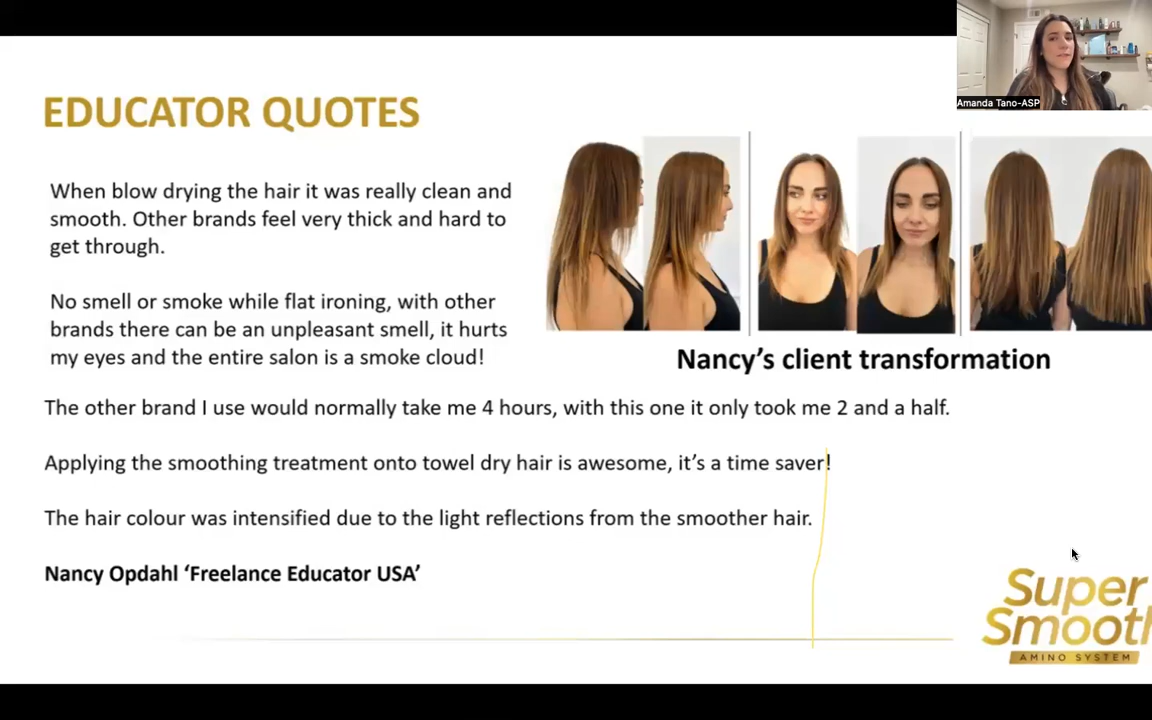 Amanda Tano-ASP
EDUCATOR QUOTES
When blow drying the hair it was really clean and
smooth. Other brands feel very thick and hard to
get through.
No smell or smoke while flat ironing, with other
brands there can be an unpleasant smell, it hurts
my eyes and the entire salon is a smoke cloud!
Nancy’s client transformation
The other brand I use would normally take me 4 hours, with this one it only took me 2 and a half.
Applying the smoothing treatment onto towel dry hair is awesome, it’s a time saver!
The hair colour was intensified due to the light reflections from the smoother hair.
Nancy Opdahl ‘Freelance Educator USA’
Super
Smooth
AMINO SYSTEM